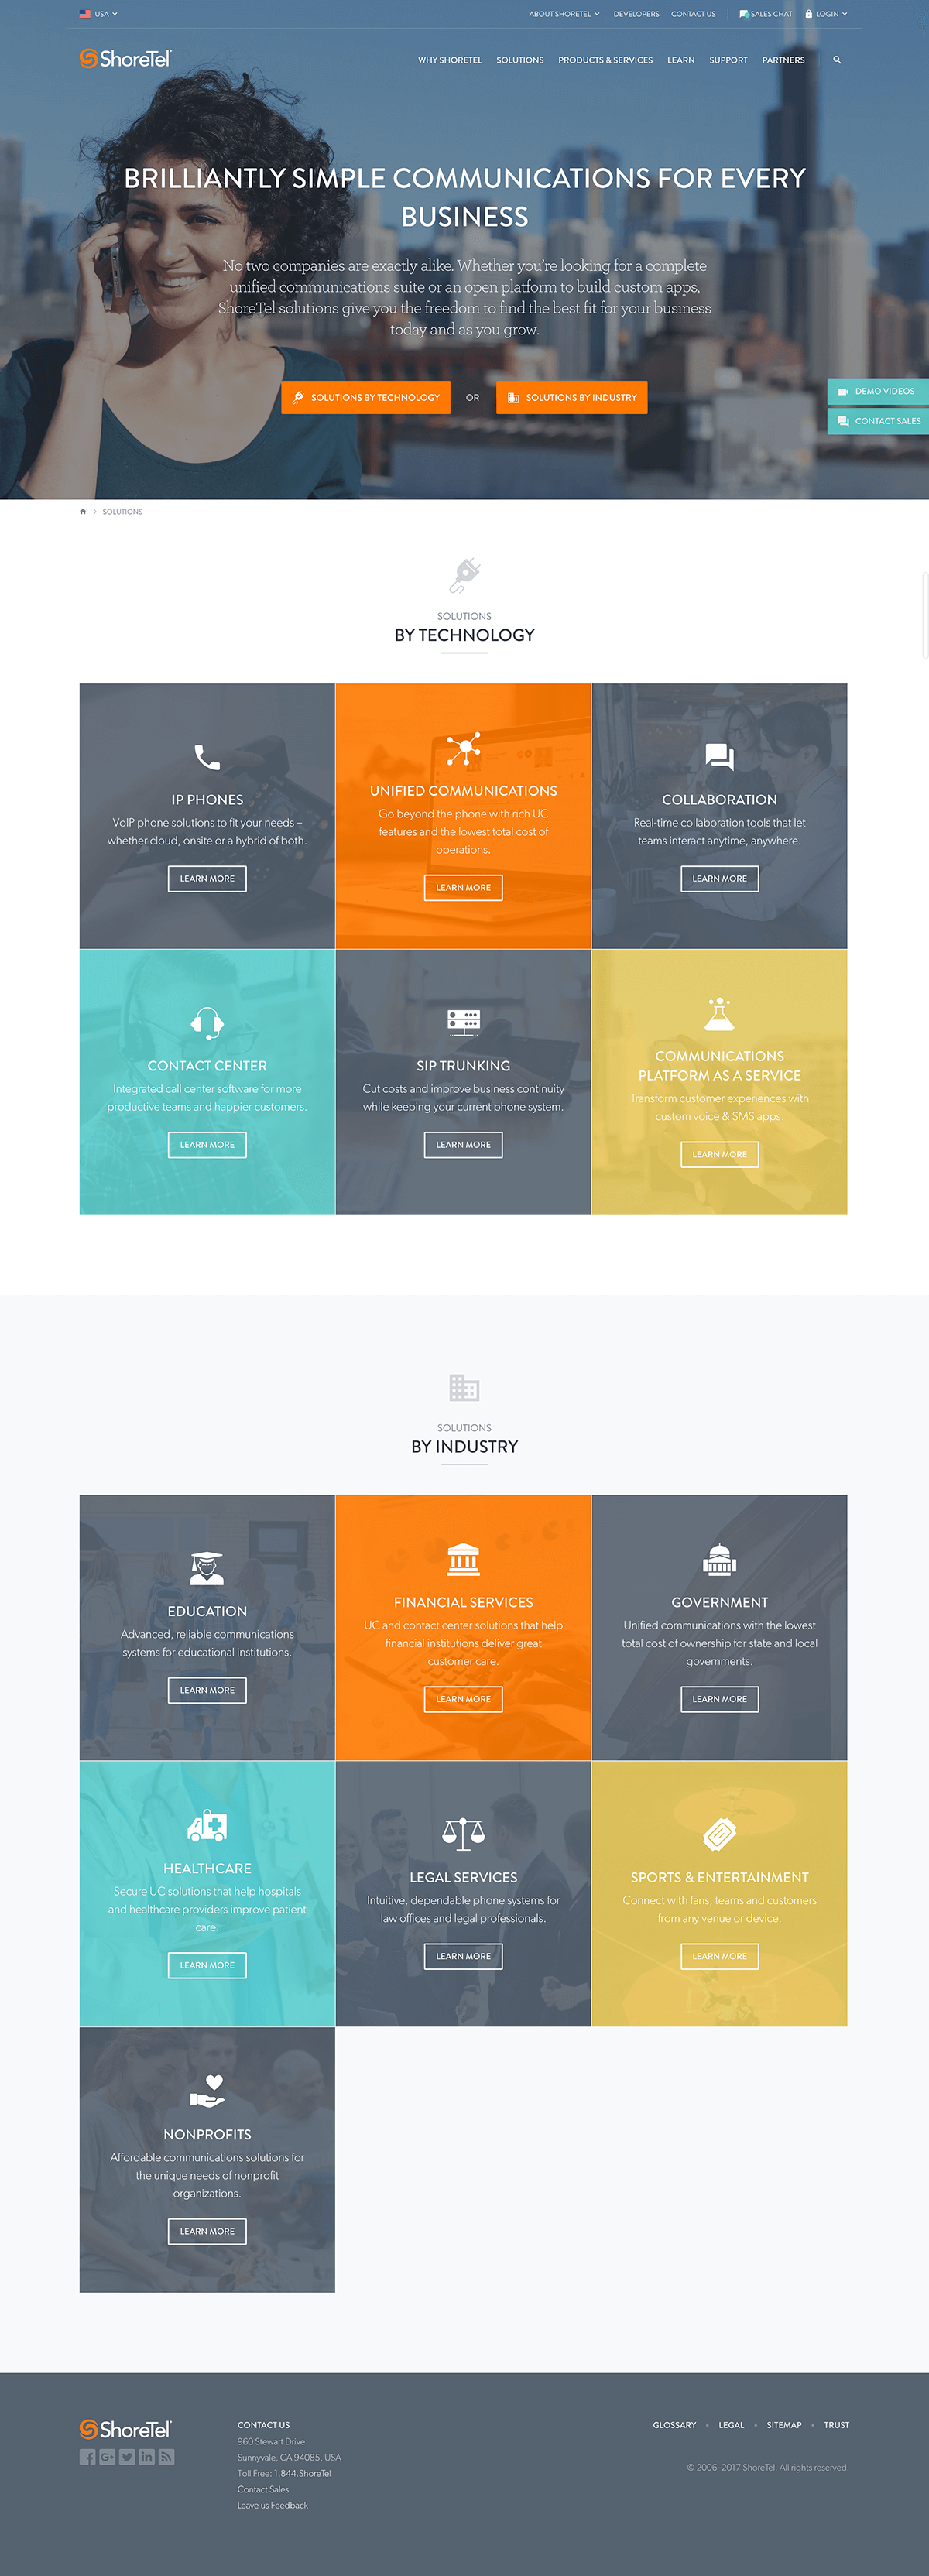 USA
ABOUT SHORETEL
DEVELOPERS
CONTACT US
SALES CHAT
LOGIN
ShoreTel
WHY SHORETEL
SOLUTIONS
PRODUCTS & SERVICES
LEARN
SUPPORT
PARTNERS
BRILLIANTLY SIMPLE COMMUNICATIONS FOR EVERY
BUSINESS
No two companies are exactly alike. Whether you're looking for a complete
unified communications suite or an open platform to build custom apps,
ShoreTel solutions give you the freedom to find the best fit for your business
today and as you grow.
SOLUTIONS BY TECHNOLOGY
OR
SOLUTIONS BY INDUSTRY
DEMO VIDEOS
CONTACT SALES
SOLUTIONS
SOLUTIONS
BY TECHNOLOGY
IP PHONES
VoIP phone solutions to fit your needs –
whether cloud, onsite or a hybrid of both.
LEARN MORE
UNIFIED COMMUNICATIONS
Go beyond the phone with rich UC
features and the lowest total cost of
operations.
LEARN MORE
COLLABORATION
Real-time collaboration tools that let
teams interact anytime, anywhere.
LEARN MORE
CONTACT CENTER
Integrated call center software for more
productive teams and happier customers.
LEARN MORE
SIP TRUNKING
Cut costs and improve business continuity
while keeping your current phone system.
LEARN MORE
COMMUNICATIONS
PLATFORM AS A SERVICE
Transform customer experiences with
custom voice & SMS apps.
LEARN MORE
SOLUTIONS
BY INDUSTRY
EDUCATION
Advanced, reliable communications
systems for educational institutions.
LEARN MORE
FINANCIAL SERVICES
UC and contact center solutions that help
financial institutions deliver great
customer care.
LEARN MORE
GOVERNMENT
Unified communications with the lowest
total cost of ownership for state and local
governments.
LEARN MORE
HEALTHCARE
Secure UC solutions that help hospitals
and healthcare providers improve patient
care.
LEARN MORE
LEGAL SERVICES
Intuitive, dependable phone systems for
law offices and legal professionals.
LEARN MORE
SPORTS & ENTERTAINMENT
Connect with fans, teams and customers
from any venue or device.
LEARN MORE
NONPROFITS
Affordable communications solutions for
the unique needs of nonprofit
organizations.
LEARN MORE
ShoreTel
CONTACT US
960 Stewart Drive
Sunnyvale, CA 94085, USA
Toll Free: 1.844.ShoreTel
Contact Sales
Leave us Feedback
GLOSSARY • LEGAL • SITEMAP • TRUST
© 2006–2017 ShoreTel. All rights reserved.